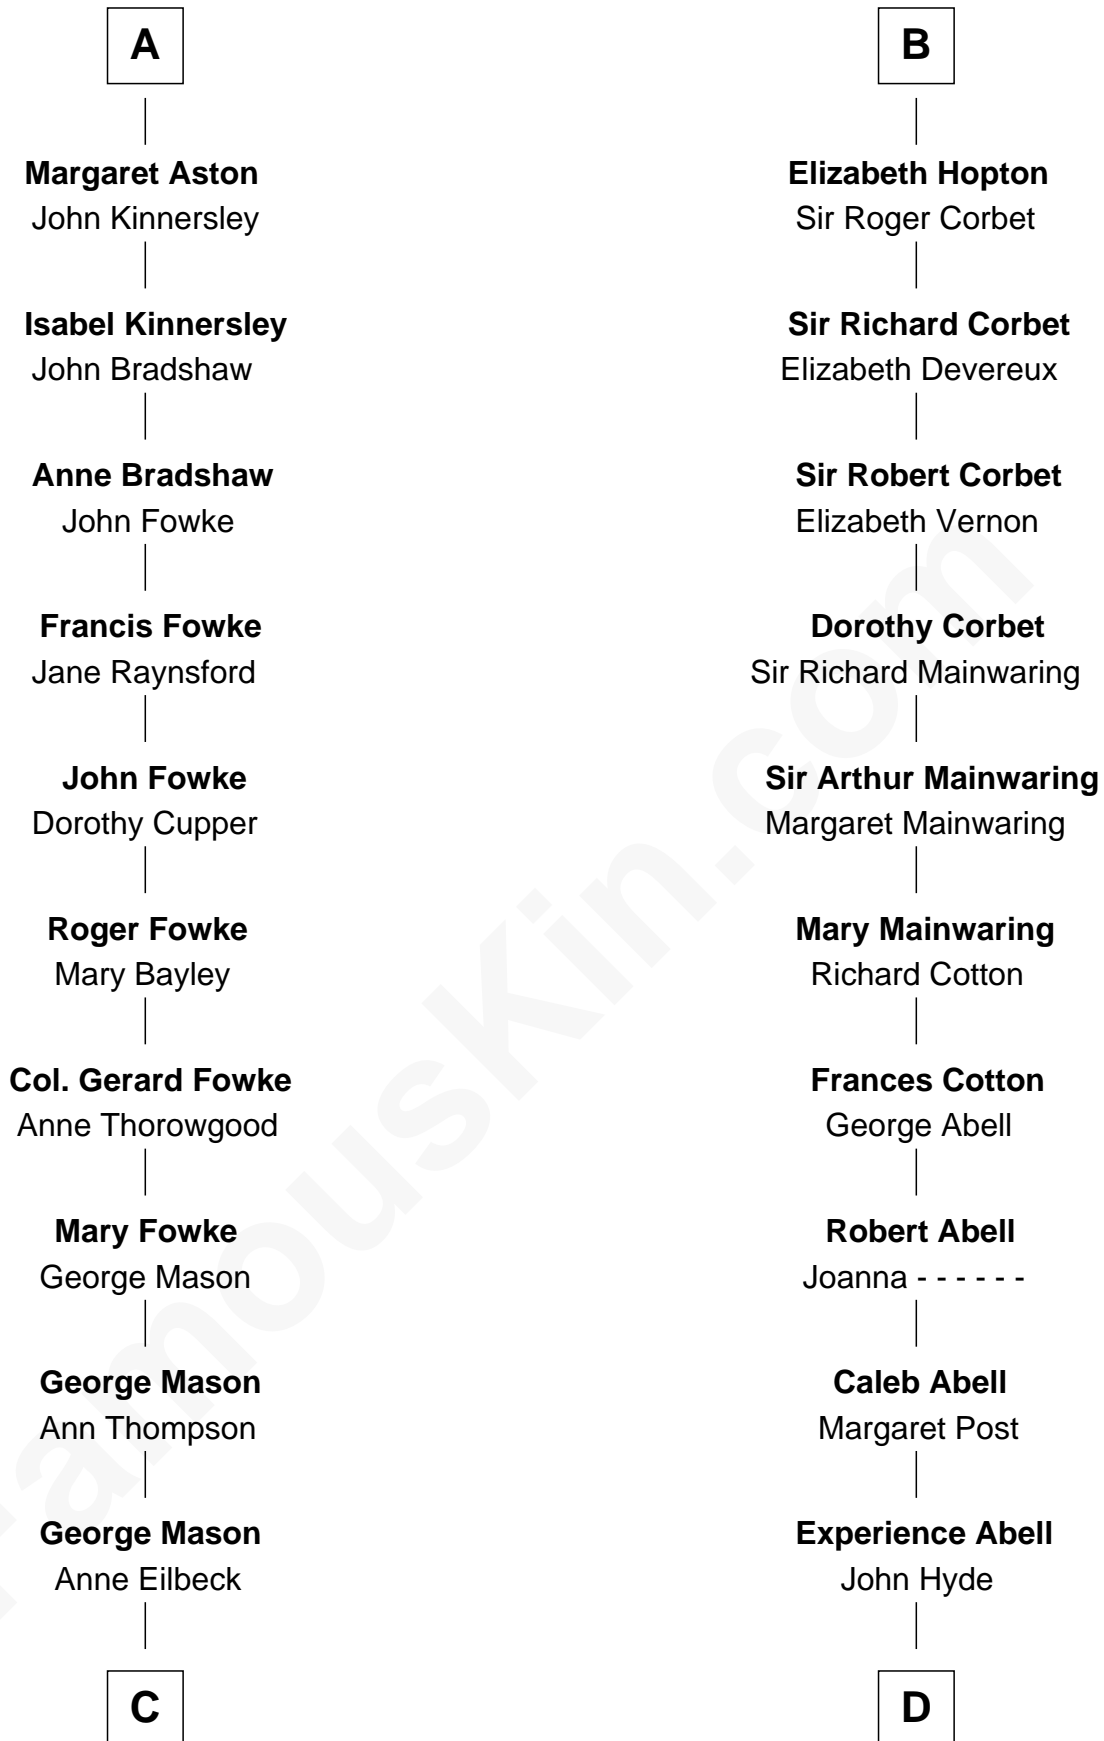 A
Margaret Aston
John Kinnersley
Isabel Kinnersley
John Bradshaw
Anne Bradshaw
John Fowke
Francis Fowke
Jane Raynsford
John Fowke
Dorothy Cupper
Roger Fowke
Mary Bayley
Col. Gerard Fowke
Anne Thorowgood
Mary Fowke
George Mason
George Mason
Ann Thompson
George Mason
Anne Eilbeck
C
B
Elizabeth Hopton
Sir Roger Corbet
Sir Richard Corbet
Elizabeth Devereux
Sir Robert Corbet
Elizabeth Vernon
Dorothy Corbet
Sir Richard Mainwaring
Sir Arthur Mainwaring
Margaret Mainwaring
Mary Mainwaring
Richard Cotton
Frances Cotton
George Abell
Robert Abell
Joanna - - - - - -
Caleb Abell
Margaret Post
Experience Abell
John Hyde
D
FamousKin.com